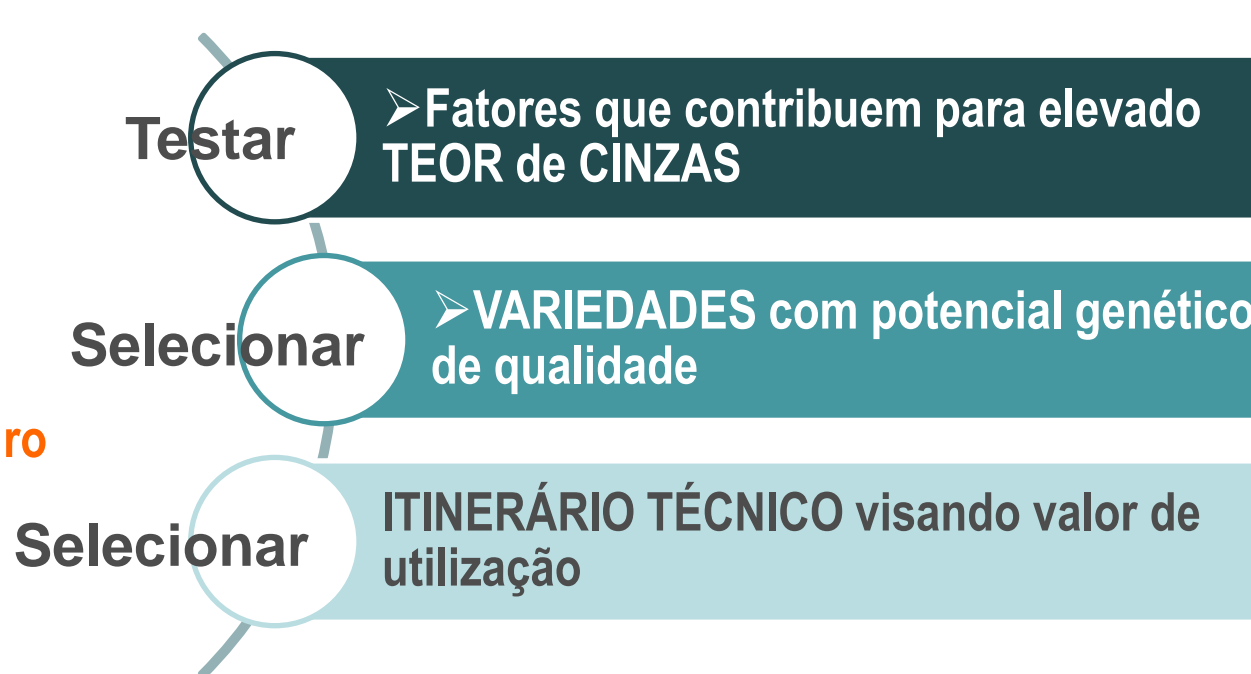 Testar
➢Fatores que contribuem para elevado
TEOR de CINZAS
Selecionar
➢VARIEDADES com potencial genético
de qualidade
ro
Selecionar
ITINERÁRIO TÉCNICO visando valor de
utilização